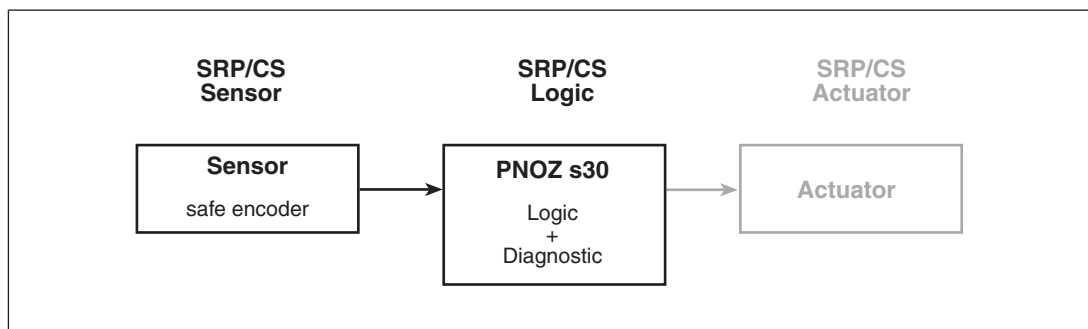 SRP/CS
Sensor
SRP/CS
Logic
SRP/CS
Actuator
Sensor
safe encoder
PNOZ s30
Logic
+
Diagnostic
Actuator